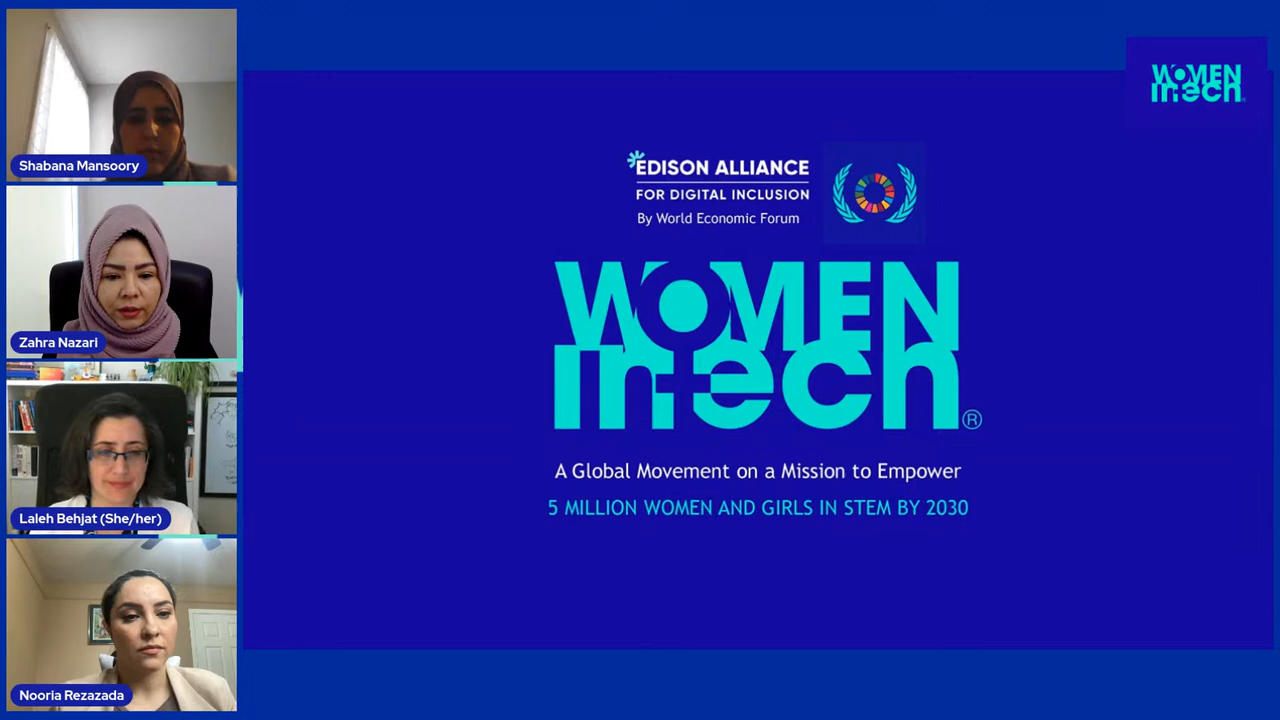 Shabana Mansoory
Zahra Nazari
Laleh Behjat (She/her)
Nooria Rezazada
WOMEN
in tech
EDISON ALLIANCE
FOR DIGITAL INCLUSION
By World Economic Forum
WOMEN
in tech®
A Global Movement on a Mission to Empower
5 MILLION WOMEN AND GIRLS IN STEM BY 2030